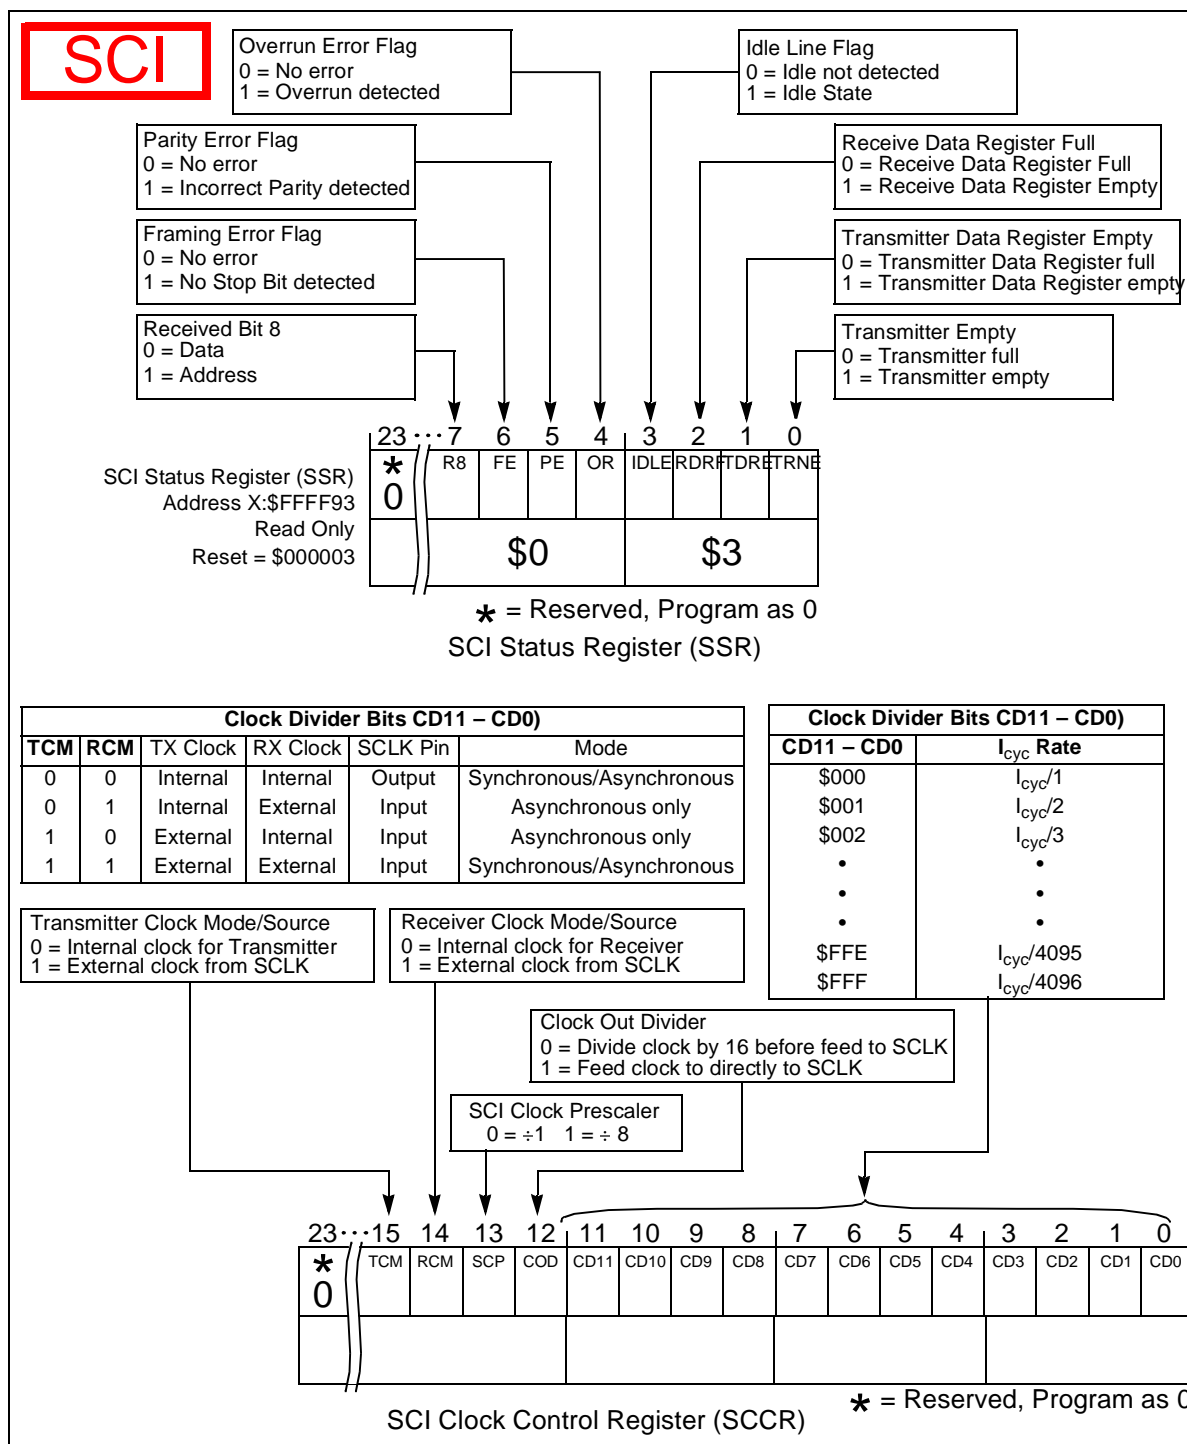 SCI
Overrun Error Flag
0 = No error
1 = Overrun detected
Idle Line Flag
0 = Idle not detected
1 = Idle State
Parity Error Flag
0 = No error
1 = Incorrect Parity detected
Receive Data Register Full
0 = Receive Data Register Full
1 = Receive Data Register Empty
Framing Error Flag
0 = No error
1 = No Stop Bit detected
Transmitter Data Register Empty
0 = Transmitter Data Register full
1 = Transmitter Data Register empty
Received Bit 8
0 = Data
1 = Address
Transmitter Empty
0 = Transmitter full
1 = Transmitter empty
23 ··· 7 6 5 4 3 2 1 0
* R8 FE PE OR IDLE RDRF TDRE TRNE
0
SCI Status Register (SSR)
Address X:$FFFF93
Read Only
Reset = $000003
$0 $3
* = Reserved, Program as 0
SCI Status Register (SSR)
Clock Divider Bits CD11 – CD0)
TCM RCM TX Clock RX Clock SCLK Pin Mode
0 0 Internal Internal Output Synchronous/Asynchronous
0 1 Internal External Input Asynchronous only
1 0 External Internal Input Asynchronous only
1 1 External External Input Synchronous/Asynchronous
Clock Divider Bits CD11 – CD0)
CD11 – CD0 Icyc Rate
$000 Icyc/1
$001 Icyc/2
$002 Icyc/3
• •
• •
• •
$FFE Icyc/4095
$FFF Icyc/4096
Transmitter Clock Mode/Source
0 = Internal clock for Transmitter
1 = External clock from SCLK
Receiver Clock Mode/Source
0 = Internal clock for Receiver
1 = External clock from SCLK
Clock Out Divider
0 = Divide clock by 16 before feed to SCLK
1 = Feed clock to directly to SCLK
SCI Clock Prescaler
0 = ÷1 1 = ÷ 8
23 ··· 15 14 13 12 11 10 9 8 7 6 5 4 3 2 1 0
* TCM RCM SCP COD CD11 CD10 CD9 CD8 CD7 CD6 CD5 CD4 CD3 CD2 CD1 CD0
0
* = Reserved, Program as 0
SCI Clock Control Register (SCCR)